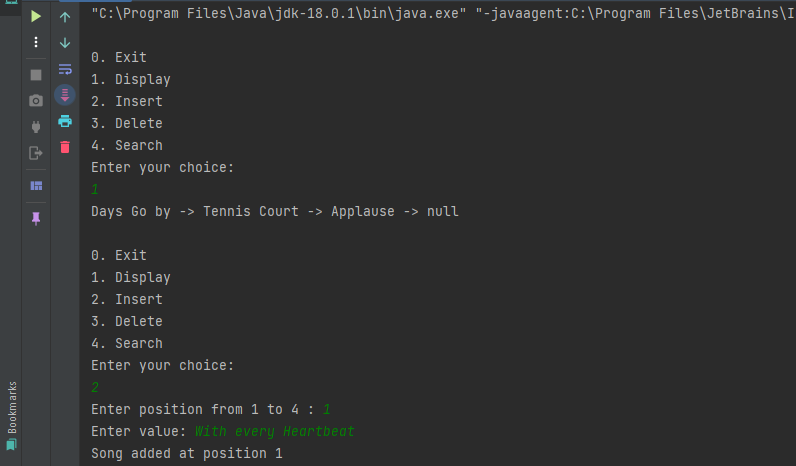 "C:\Program Files\Java\jdk-18.0.1\bin\java.exe" "-javaagent:C:\Program Files\JetBrains\I
0. Exit
1. Display
2. Insert
3. Delete
4. Search
Enter your choice:
1
Days Go by -> Tennis Court -> Applause -> null
0. Exit
1. Display
2. Insert
3. Delete
4. Search
Enter your choice:
2
Enter position from 1 to 4 : 1
Enter value: With every Heartbeat
Song added at position 1
Bookmarks